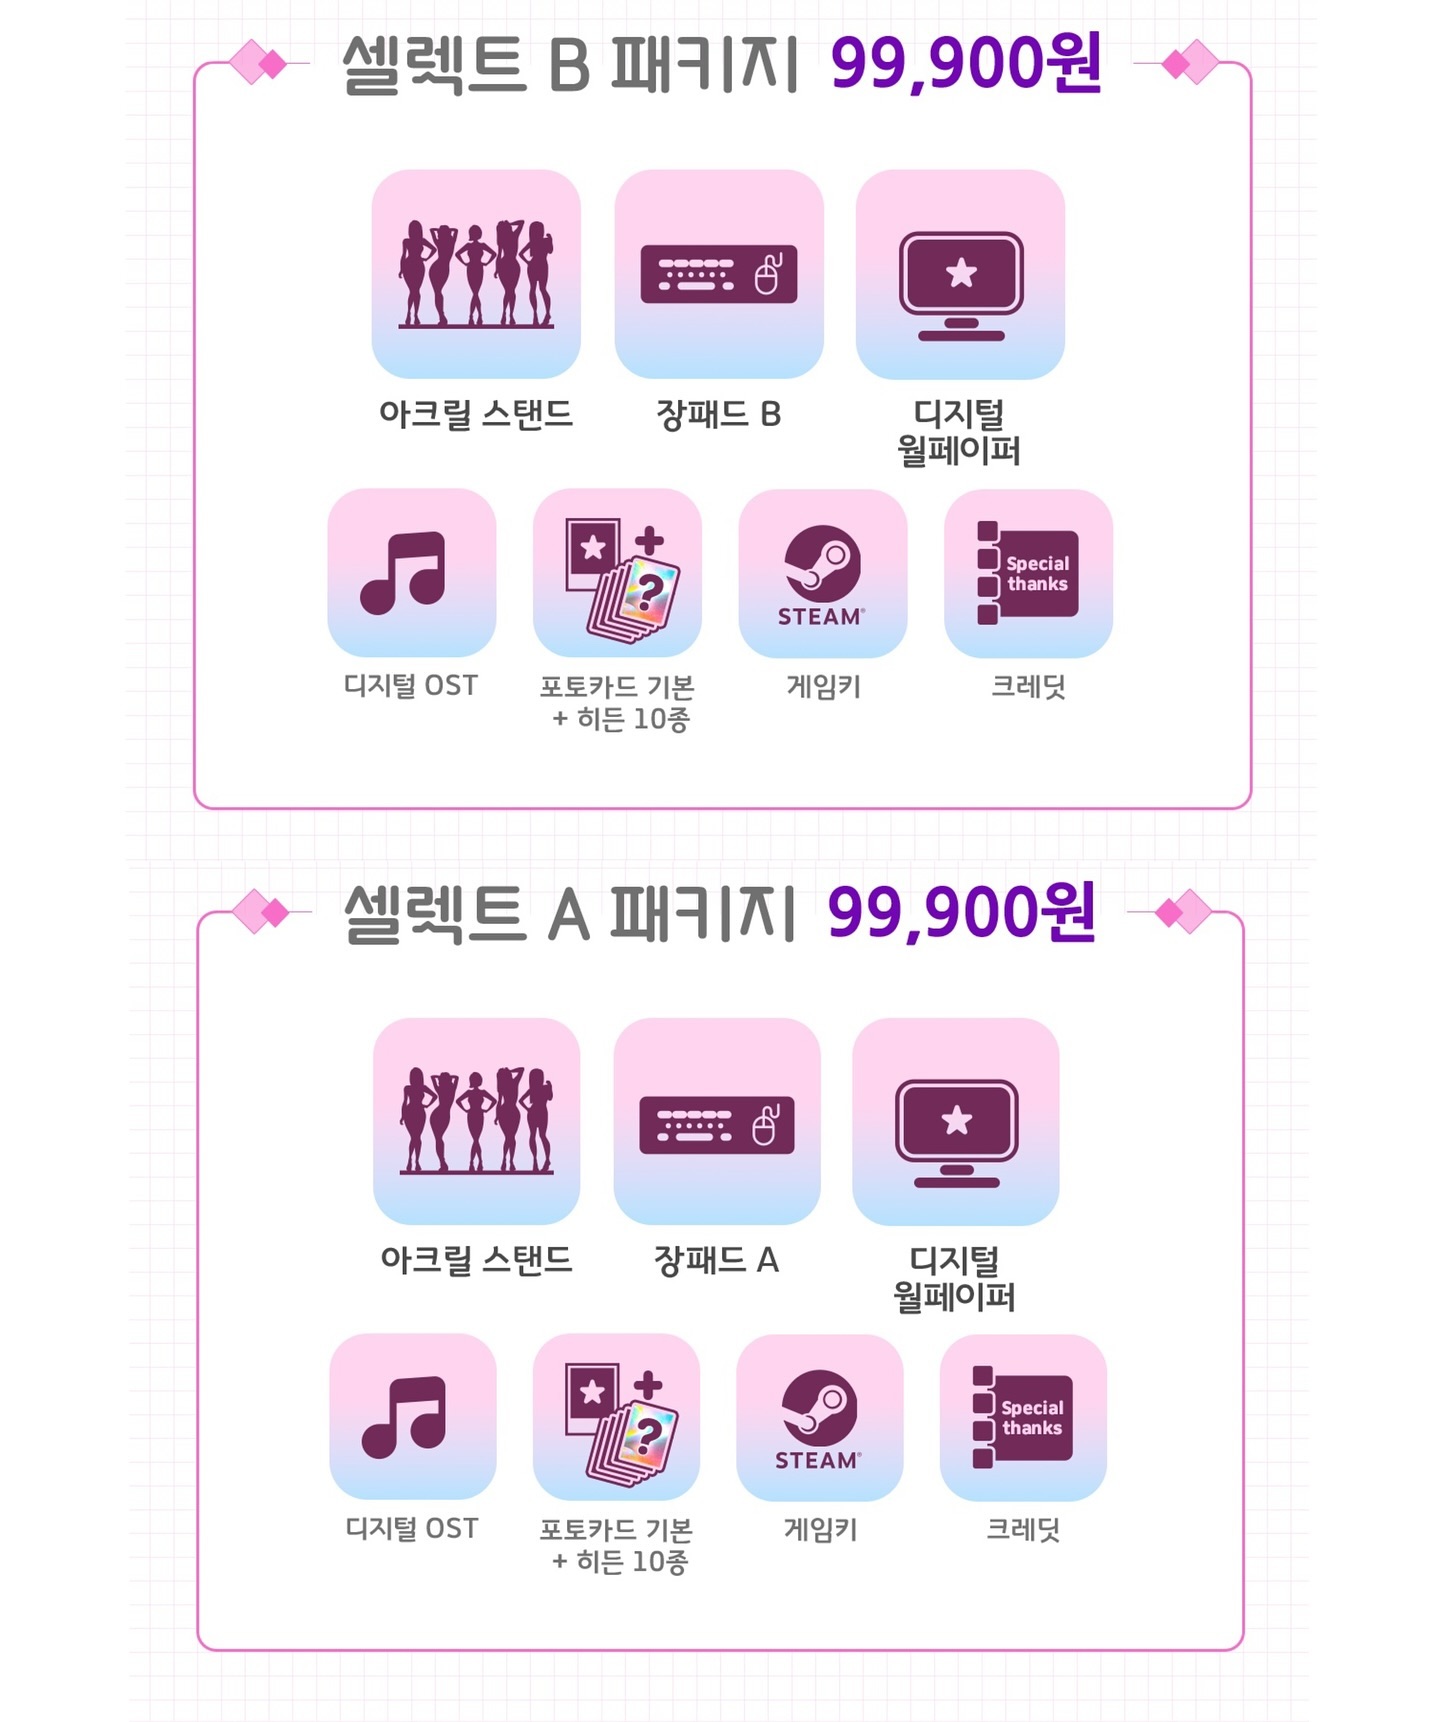 셀렉트 B 패키지 99,900원
아크릴 스탠드
장패드 B
디지털
월페이퍼
?
STEAM®
Special
thanks
디지털 OST
포토카드 기본
+ 히든 10종
게임키
크레딧
셀렉트 A 패키지 99,900원
아크릴 스탠드
장패드 A
디지털
월페이퍼
?
STEAM®
Special
thanks
디지털 OST
포토카드 기본
+ 히든 10종
게임키
크레딧